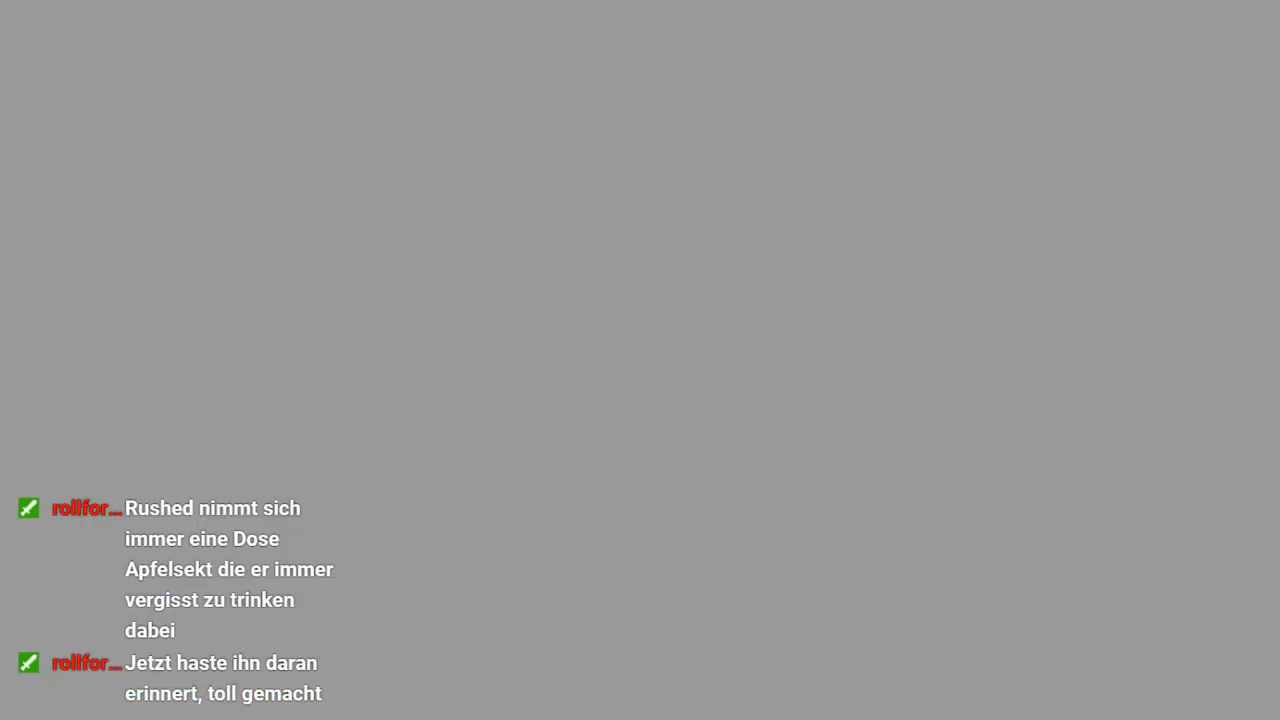 rollfor... Rushed nimmt sich
immer eine Dose
Apfelsekt die er immer
vergisst zu trinken
dabei
rollfor... Jetzt haste ihn daran
erinnert, toll gemacht